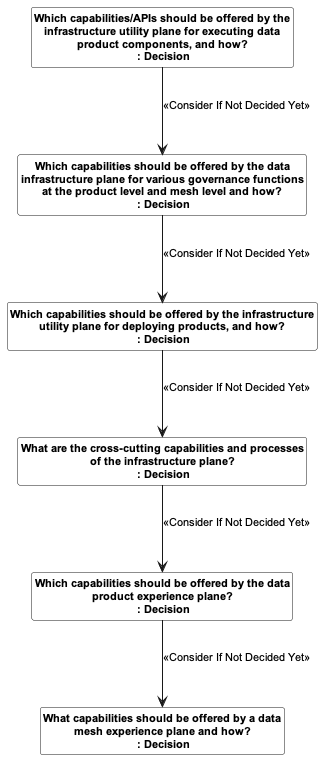 Which capabilities/APIs should be offered by the
infrastructure utility plane for executing data
product components, and how?
: Decision
«Consider If Not Decided Yet»
Which capabilities should be offered by the data
infrastructure plane for various governance functions
at the product level and mesh level and how?
: Decision
«Consider If Not Decided Yet»
Which capabilities should be offered by the infrastructure
utility plane for deploying products, and how?
: Decision
«Consider If Not Decided Yet»
What are the cross-cutting capabilities and processes
of the infrastructure plane?
: Decision
«Consider If Not Decided Yet»
Which capabilities should be offered by the data
product experience plane?
: Decision
«Consider If Not Decided Yet»
What capabilities should be offered by a data
mesh experience plane and how?
: Decision